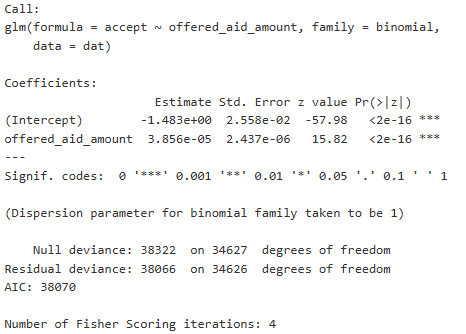 Call:
glm(formula = accept ~ offered_aid_amount, family = binomial,
    data = dat)

Coefficients:
                     Estimate Std. Error z value Pr(>|z|)
(Intercept)        -1.483e+00  2.558e-02  -57.98   <2e-16 ***
offered_aid_amount  3.856e-05  2.437e-06   15.82   <2e-16 ***
---
Signif. codes:  0 '***' 0.001 '**' 0.01 '*' 0.05 '.' 0.1 ' ' 1

(Dispersion parameter for binomial family taken to be 1)

    Null deviance: 38322  on 34627  degrees of freedom
Residual deviance: 38066  on 34626  degrees of freedom
AIC: 38070

Number of Fisher Scoring iterations: 4